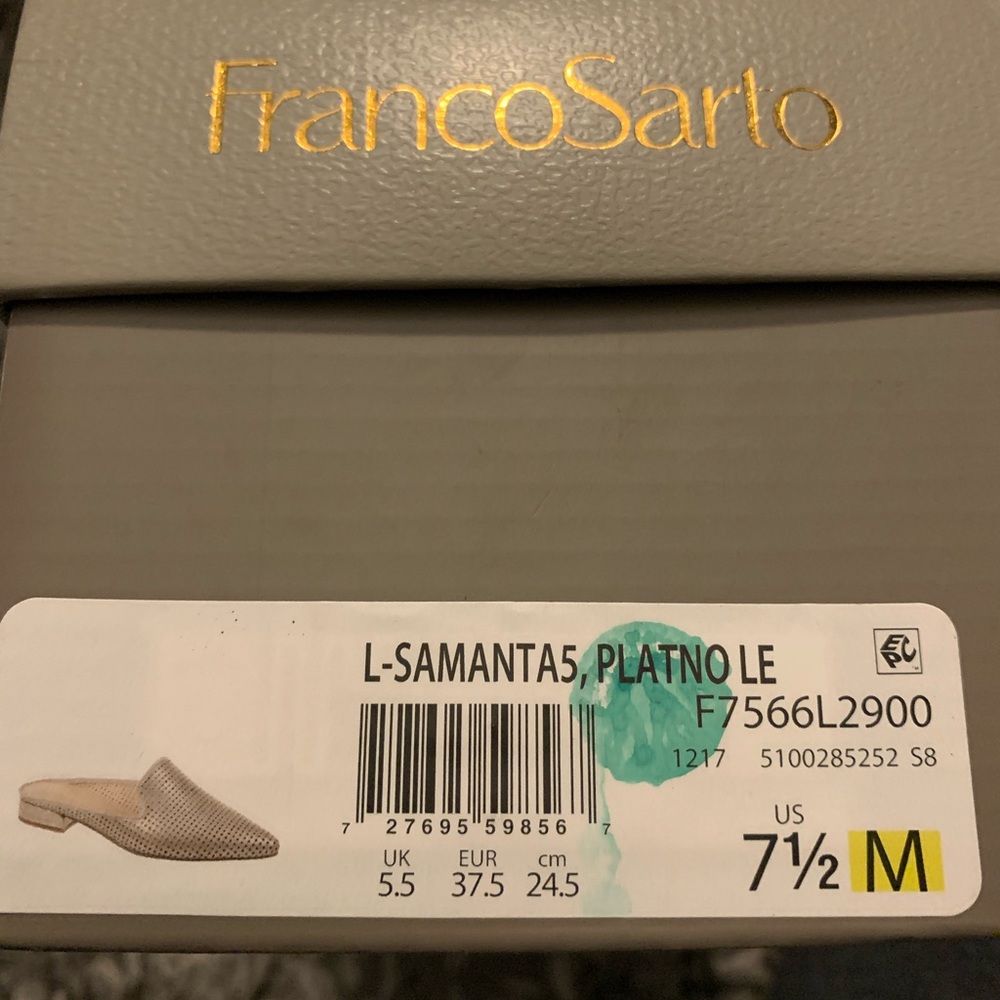 FrancoSarto
L-SAMANTA5, PLATNO LE
EPC
F7566L2900
1217 5100285252 S8
7 27695 59856 7
UK EUR cm
5.5 37.5 24.5
US
7½ M